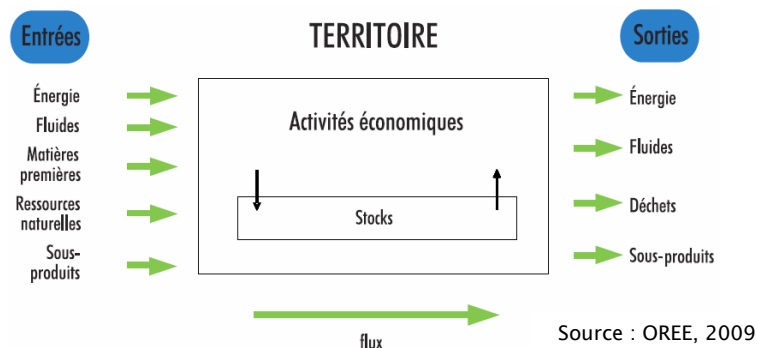 Entrées
TERRITOIRE
Sorties
Énergie
Fluides
Matières
premières
Ressources
naturelles
Sous-
produits
Activités économiques
Stocks
Énergie
Fluides
Déchets
Sous-produits
flux
Source : OREE, 2009